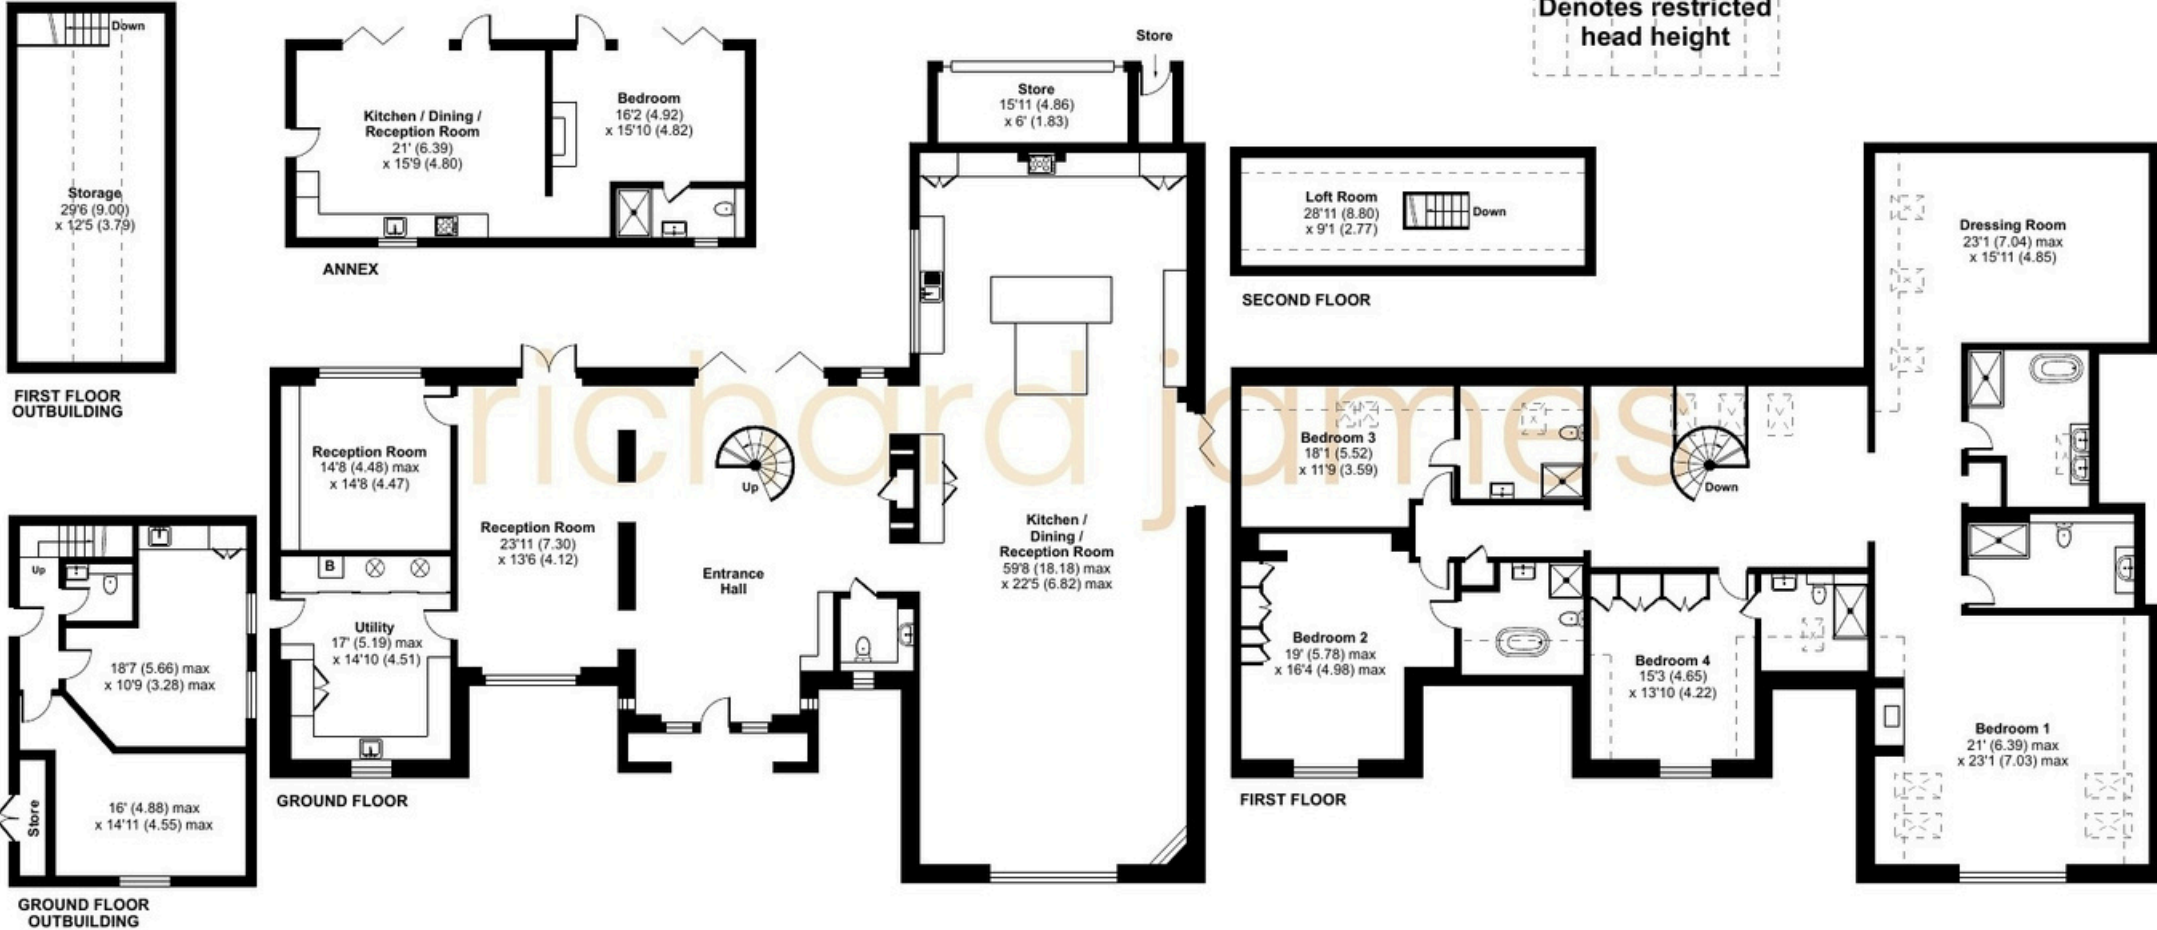 Denotes restricted
head height
Down
Storage
29'6 (9.00)
x 12'5 (3.79)
FIRST FLOOR
OUTBUILDING
Kitchen / Dining /
Reception Room
21' (6.39)
x 15'9 (4.80)
Bedroom
16'2 (4.92)
x 15'10 (4.82)
ANNEX
Store
Store
15'11 (4.86)
x 6' (1.83)
Loft Room
28'11 (8.80)
x 9'1 (2.77)
Down
SECOND FLOOR
Dressing Room
23'1 (7.04) max
x 15'11 (4.85)
richard james
Reception Room
14'8 (4.48) max
x 14'8 (4.47)
Up
Reception Room
23'11 (7.30)
x 13'6 (4.12)
Entrance
Hall
Kitchen /
Dining /
Reception Room
59'8 (18.18) max
x 22'5 (6.82) max
B
Utility
17' (5.19) max
x 14'10 (4.51)
GROUND FLOOR
Bedroom 3
18'1 (5.52)
x 11'9 (3.59)
Down
Bedroom 2
19' (5.78) max
x 16'4 (4.98) max
Bedroom 4
15'3 (4.65)
x 13'10 (4.22)
Bedroom 1
21' (6.39) max
x 23'1 (7.03) max
FIRST FLOOR
Up
18'7 (5.66) max
x 10'9 (3.28) max
Store
16' (4.88) max
x 14'11 (4.55) max
GROUND FLOOR
OUTBUILDING